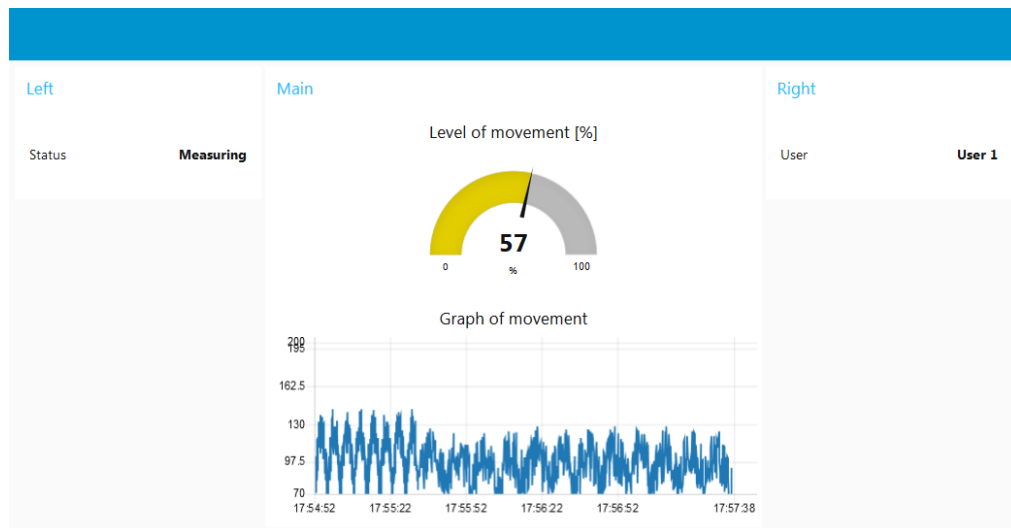 Left
Status Measuring
Main
Level of movement [%]
57
0 % 100
Graph of movement
200
195
162.5
130
97.5
70
17:54:52 17:55:22 17:55:52 17:56:22 17:56:52 17:57:38
Right
User User 1